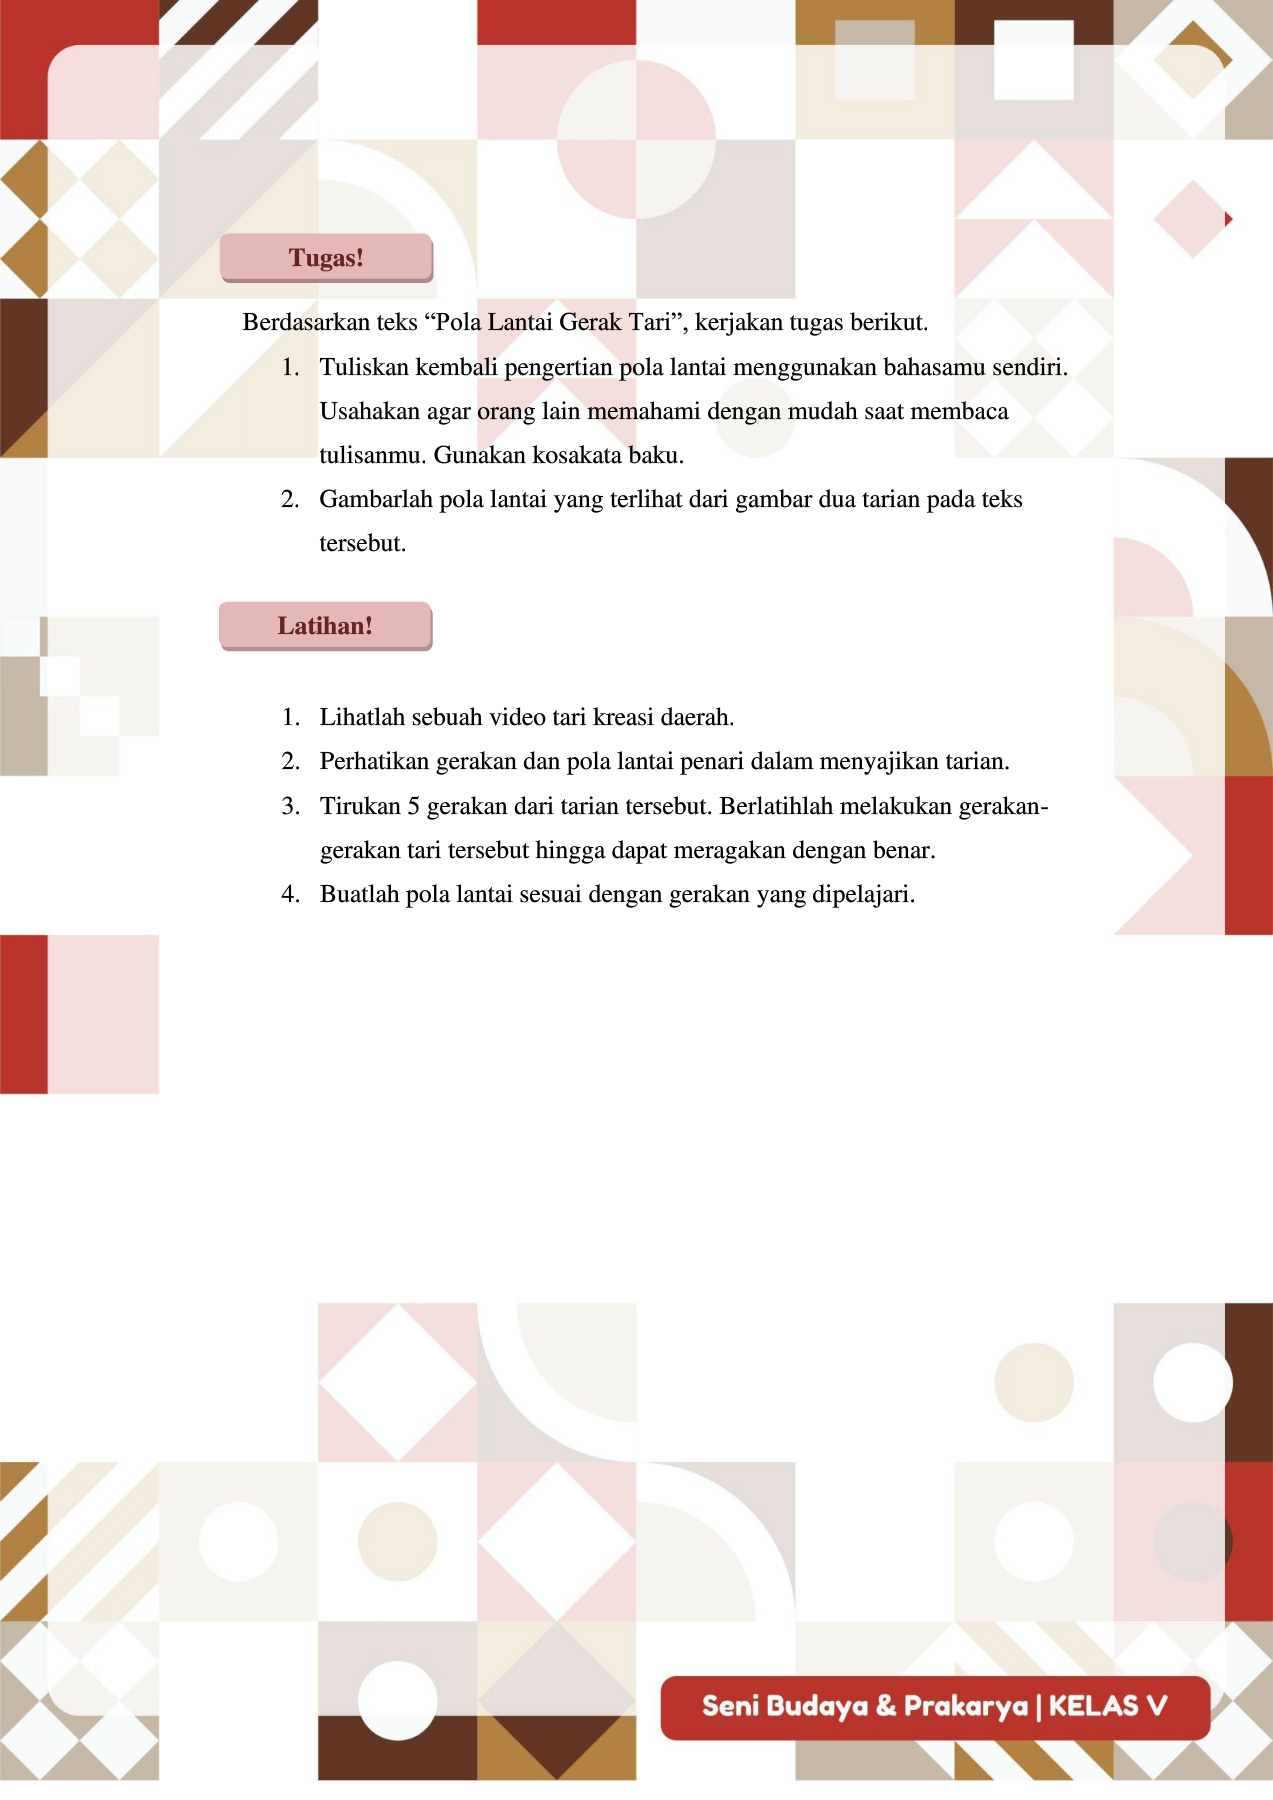 Tugas!
Berdasarkan teks “Pola Lantai Gerak Tari”, kerjakan tugas berikut.
1. Tuliskan kembali pengertian pola lantai menggunakan bahasamu sendiri.
Usahakan agar orang lain memahami dengan mudah saat membaca
tulisanmu. Gunakan kosakata baku.
2. Gambarlah pola lantai yang terlihat dari gambar dua tarian pada teks
tersebut.
Latihan!
1. Lihatlah sebuah video tari kreasi daerah.
2. Perhatikan gerakan dan pola lantai penari dalam menyajikan tarian.
3. Tirukan 5 gerakan dari tarian tersebut. Berlatihlah melakukan gerakan-
gerakan tari tersebut hingga dapat meragakan dengan benar.
4. Buatlah pola lantai sesuai dengan gerakan yang dipelajari.
Seni Budaya & Prakarya | KELAS V